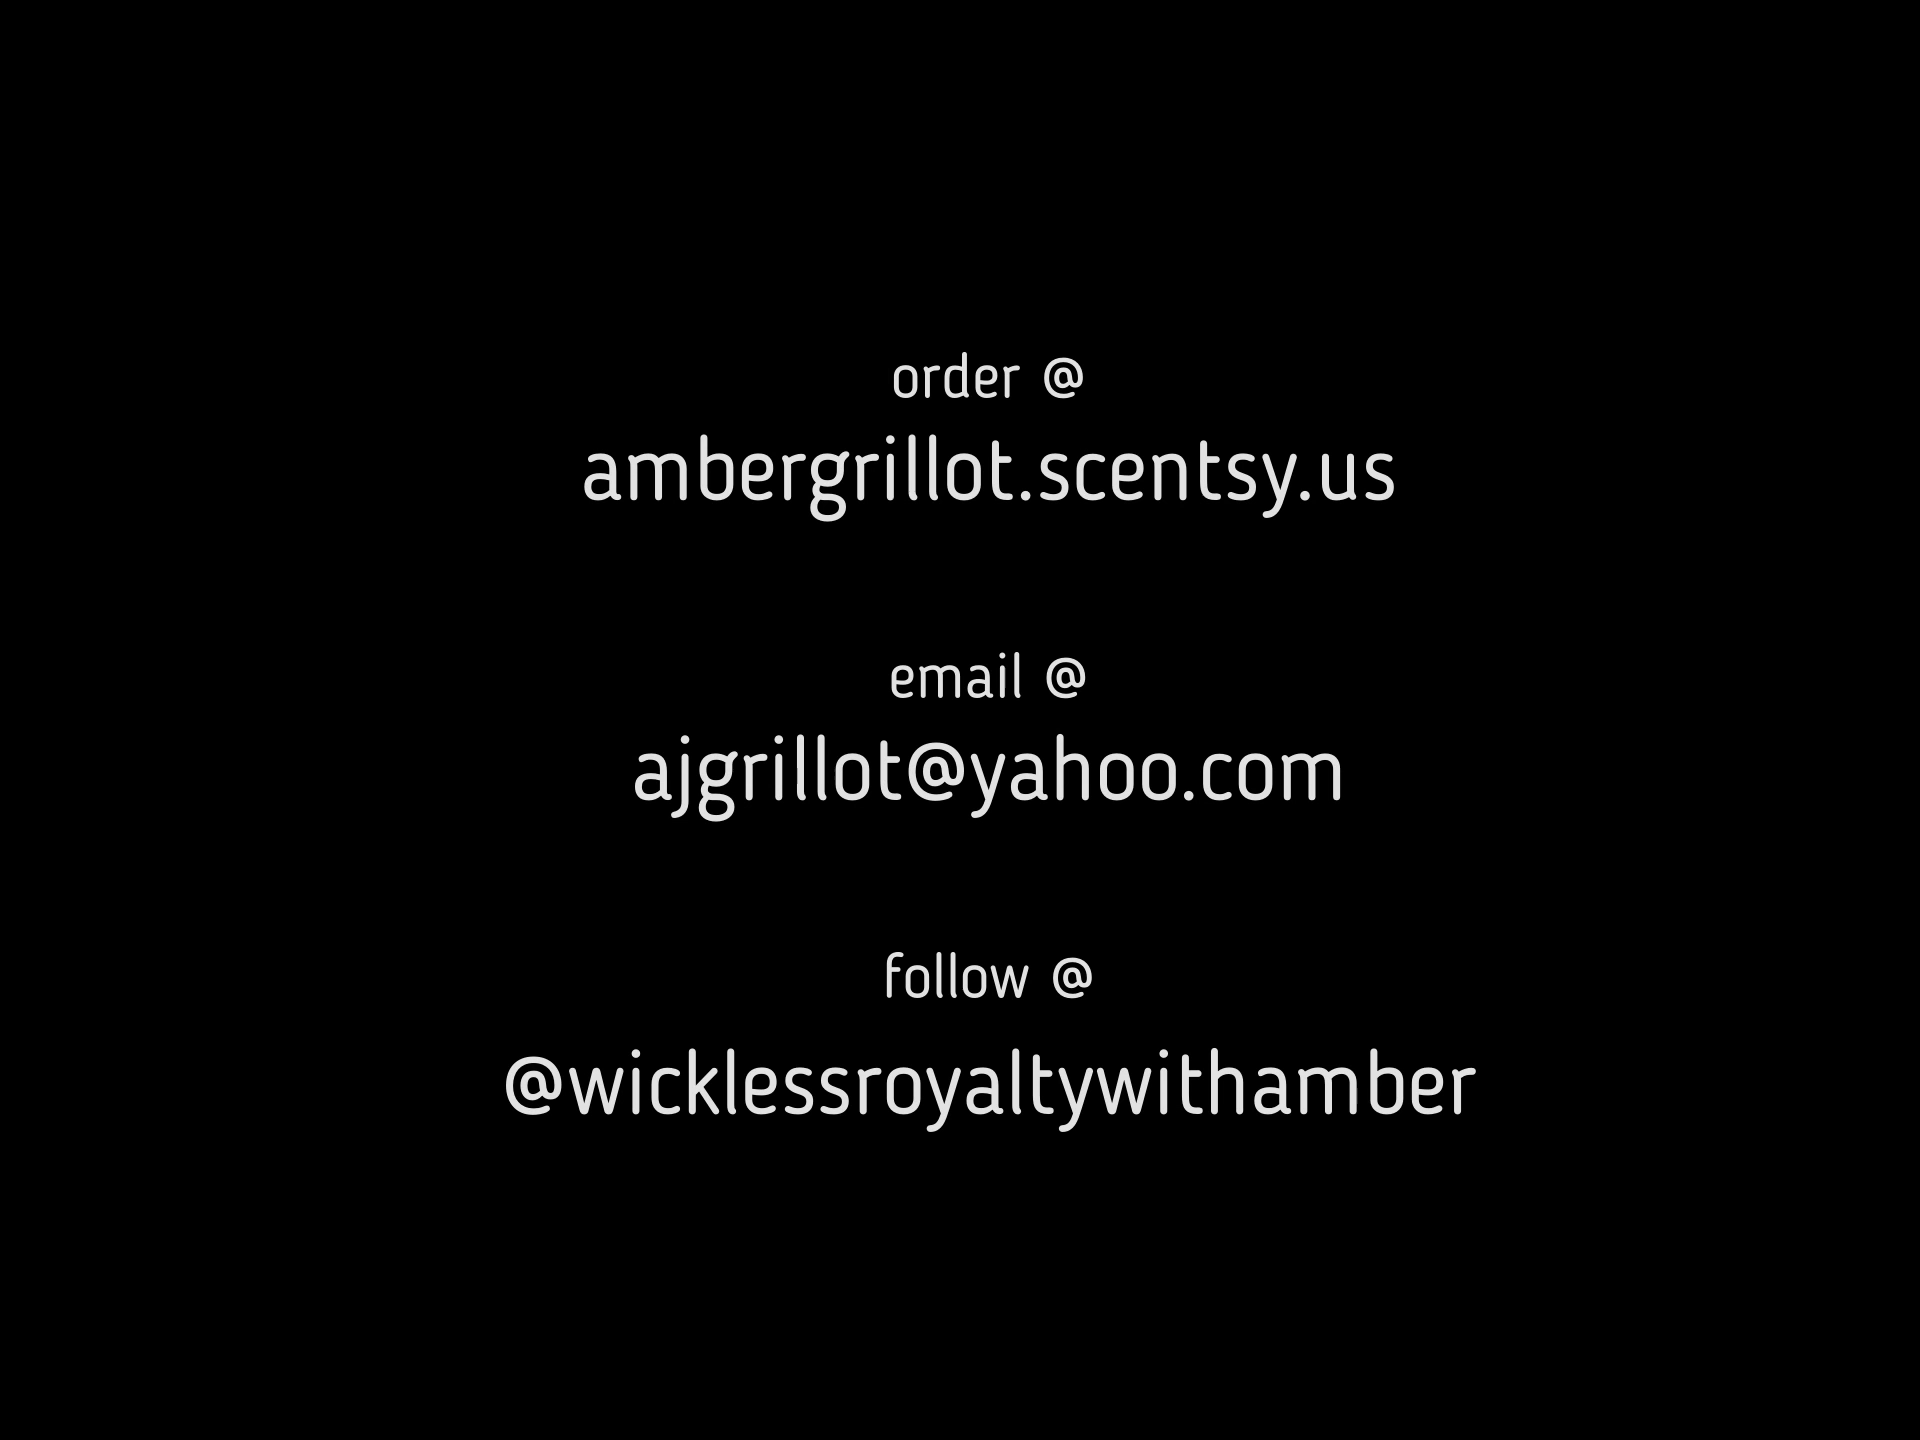 order @
ambergrillot.scentsy.us
email @
ajgrillot@yahoo.com
follow @
@wicklessroyaltywithamber